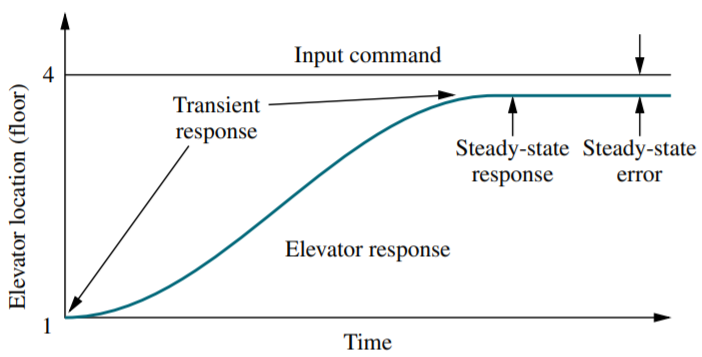 Input command
4
Transient
response
Steady-state
response
Steady-state
error
Elevator location (floor)
Elevator response
1
Time